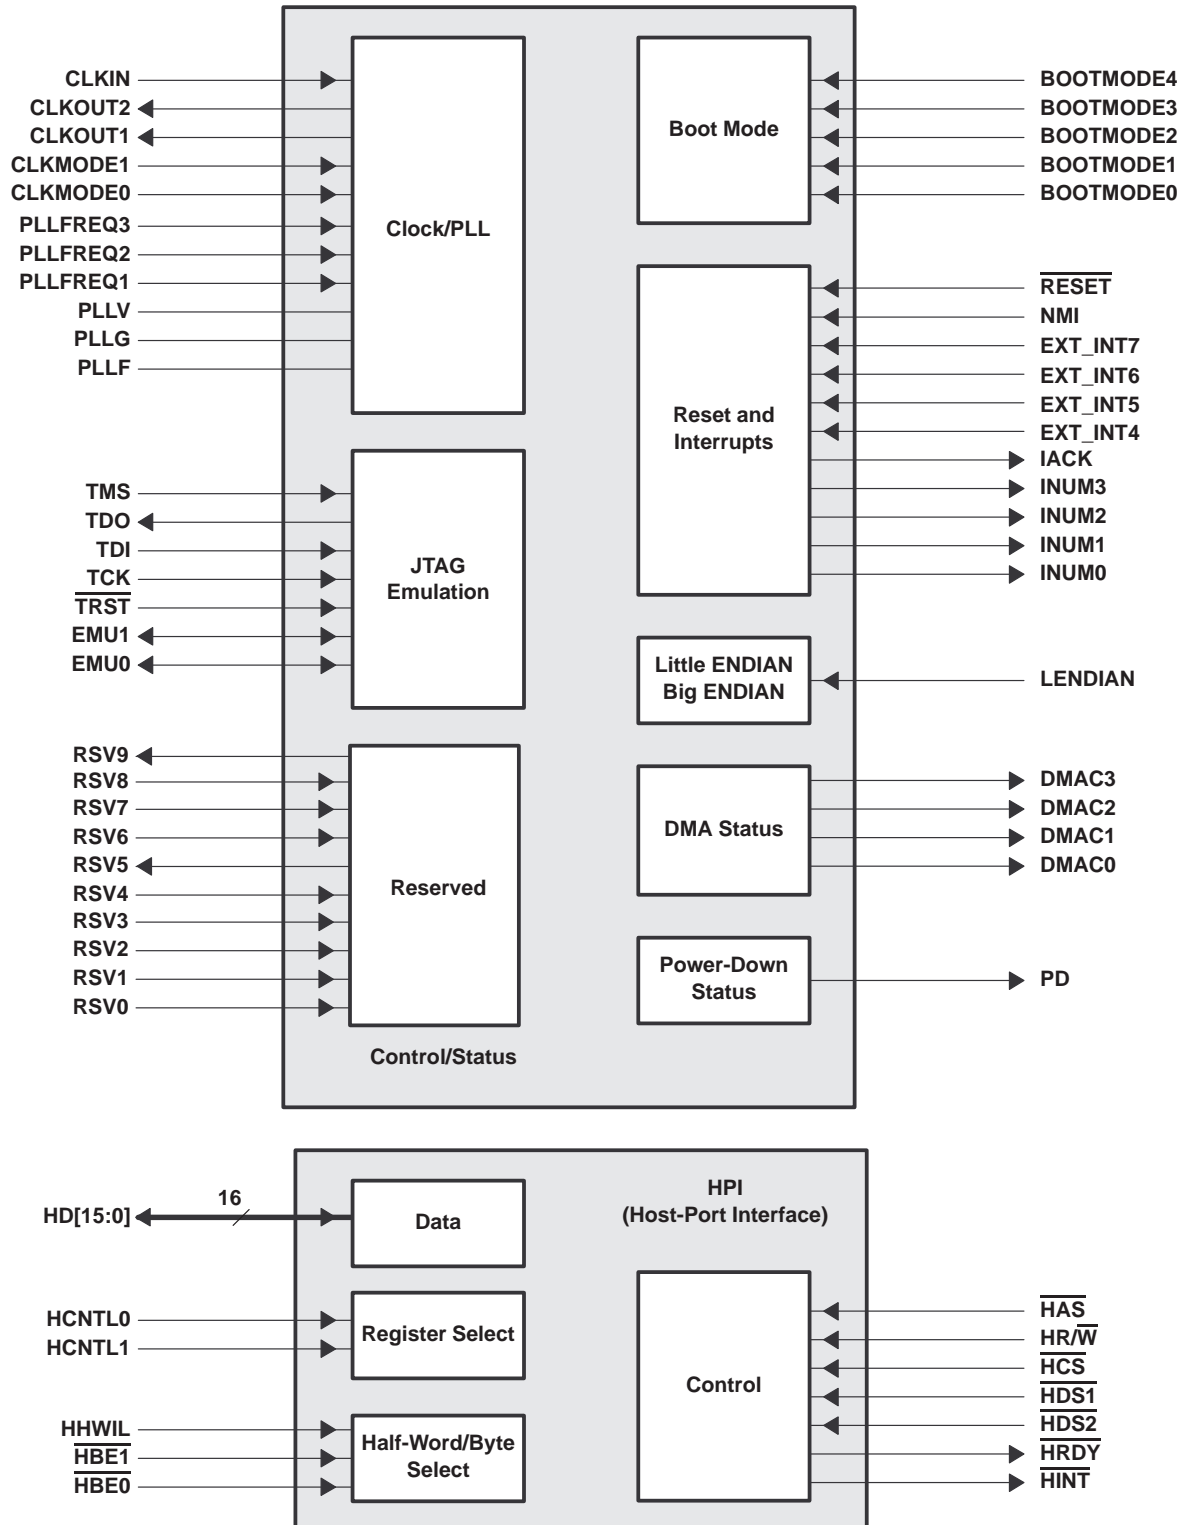 CLKIN
CLKOUT2
CLKOUT1
CLKMODE1
CLKMODE0
PLLFREQ3
PLLFREQ2
PLLFREQ1
PLLV
PLLG
PLLF
Clock/PLL
Boot Mode
BOOTMODE4
BOOTMODE3
BOOTMODE2
BOOTMODE1
BOOTMODE0
Reset and
Interrupts
RESET
NMI
EXT_INT7
EXT_INT6
EXT_INT5
EXT_INT4
IACK
INUM3
INUM2
INUM1
INUM0
TMS
TDO
TDI
TCK
TRST
EMU1
EMU0
JTAG
Emulation
Little ENDIAN
Big ENDIAN
LENDIAN
RSV9
RSV8
RSV7
RSV6
RSV5
RSV4
RSV3
RSV2
RSV1
RSV0
Reserved
DMA Status
DMAC3
DMAC2
DMAC1
DMAC0
Power-Down
Status
PD
Control/Status
HPI
(Host-Port Interface)
HD[15:0]
16
Data
HCNTL0
HCNTL1
Register Select
HHWIL
HBE1
HBE0
Half-Word/Byte
Select
Control
HAS
HR/W
HCS
HDS1
HDS2
HRDY
HINT